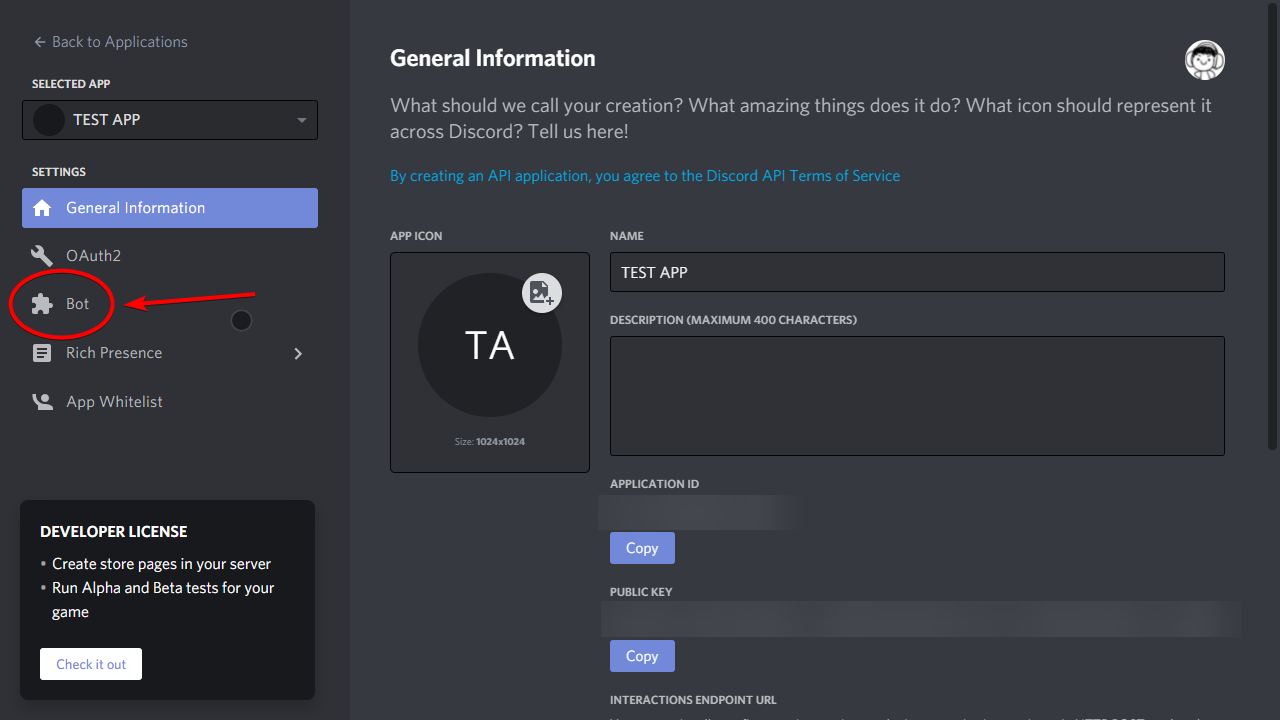 Back to Applications
SELECTED APP
TEST APP
SETTINGS
General Information
OAuth2
Bot
Rich Presence
App Whitelist
DEVELOPER LICENSE
• Create store pages in your server
• Run Alpha and Beta tests for your
game
Check it out
General Information
What should we call your creation? What amazing things does it do? What icon should represent it
across Discord? Tell us here!
By creating an API application, you agree to the Discord API Terms of Service
APP ICON
TA
Size: 1024x1024
NAME
TEST APP
DESCRIPTION (MAXIMUM 400 CHARACTERS)
APPLICATION ID
Copy
PUBLIC KEY
Copy
INTERACTIONS ENDPOINT URL